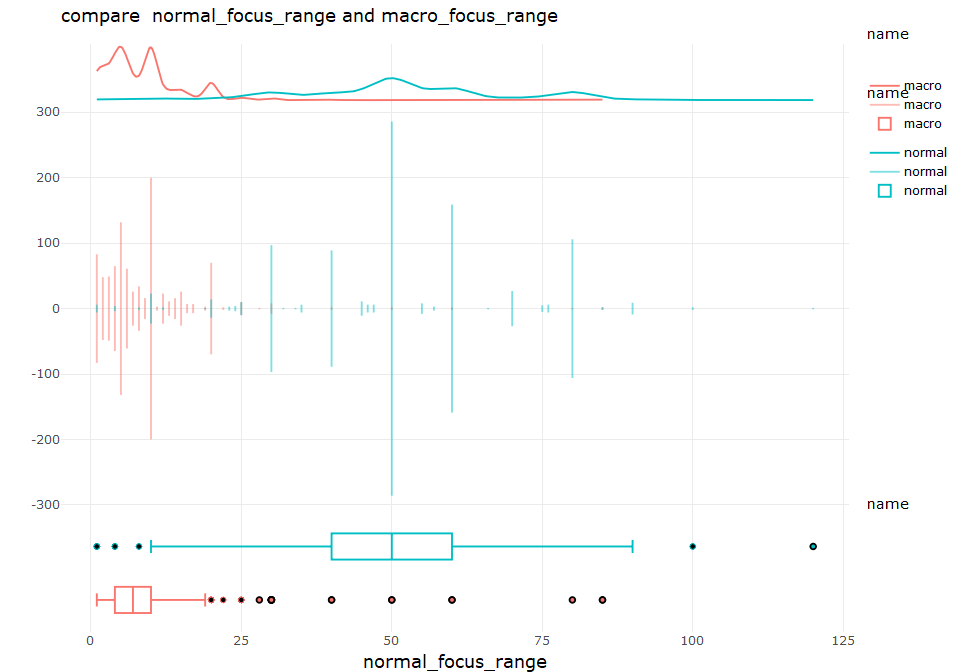 compare  normal_focus_range and macro_focus_range
name
macro
name
macro
macro
normal
normal
normal
300
200
100
0
-100
-200
-300
name
0
25
50
75
100
125
normal_focus_range